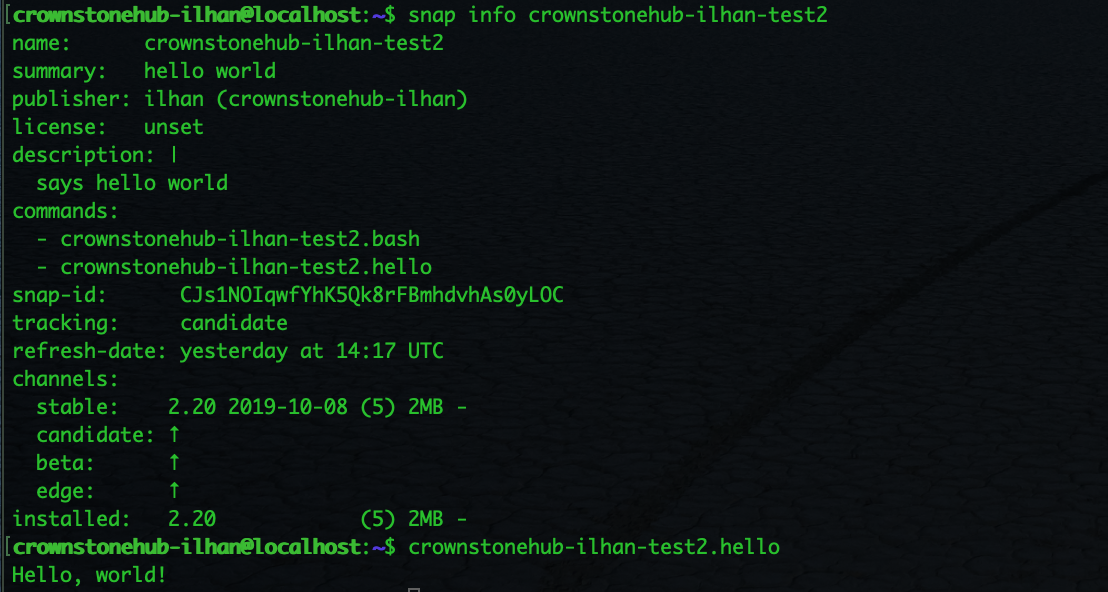 [crownstonehub-ilhan@localhost:~$ snap info crownstonehub-ilhan-test2
name:      crownstonehub-ilhan-test2
summary:   hello world
publisher: ilhan (crownstonehub-ilhan)
license:   unset
description: |
  says hello world
commands:
  - crownstonehub-ilhan-test2.bash
  - crownstonehub-ilhan-test2.hello
snap-id:      CJs1NOIqwfYhK5Qk8rFBmhdvhAs0yLOC
tracking:     candidate
refresh-date: yesterday at 14:17 UTC
channels:
  stable:    2.20 2019-10-08 (5) 2MB -
  candidate: ↑
  beta:      ↑
  edge:      ↑
installed:   2.20            (5) 2MB -
[crownstonehub-ilhan@localhost:~$ crownstonehub-ilhan-test2.hello
Hello, world!